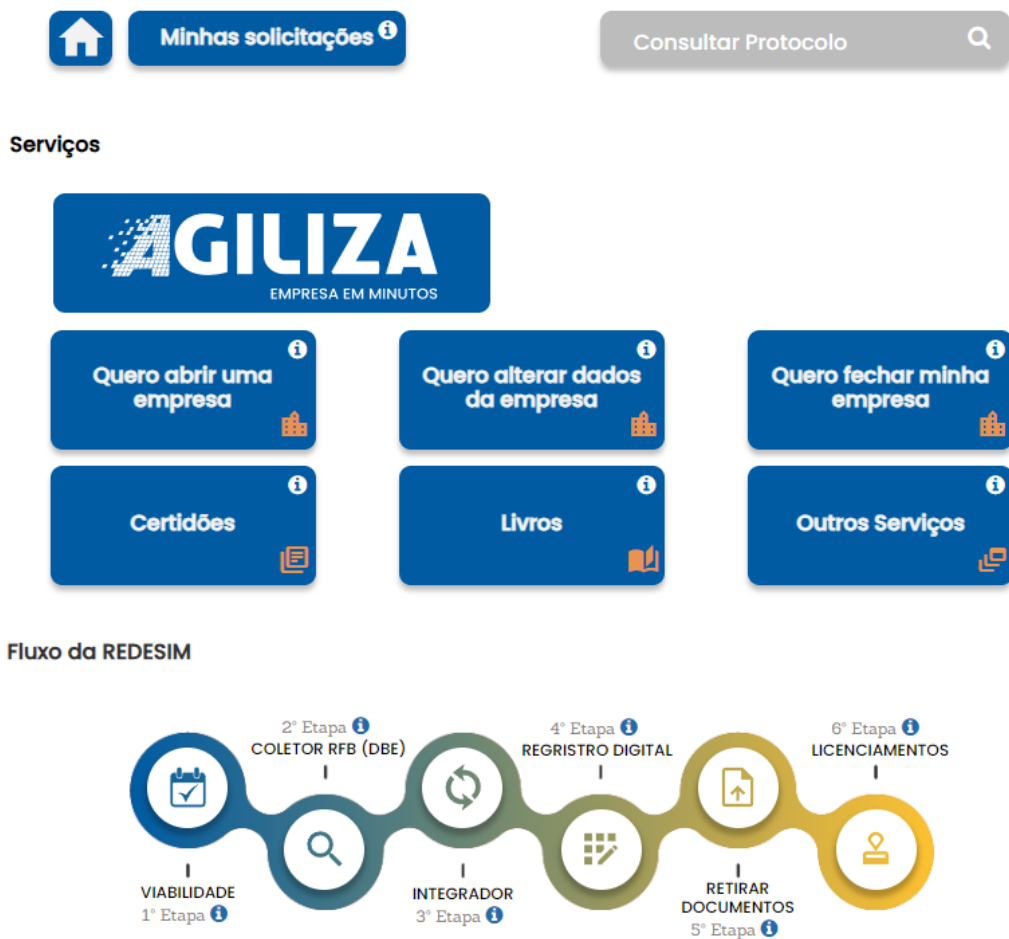 Minhas solicitações
Consultar Protocolo
Serviços
AGILIZA
EMPRESA EM MINUTOS
Quero abrir uma
empresa
Quero alterar dados
da empresa
Quero fechar minha
empresa
Certidões
Livros
Outros Serviços
Fluxo da REDESIM
VIABILIDADE
1° Etapa
2° Etapa
COLETOR RFB (DBE)
INTEGRADOR
3° Etapa
4° Etapa
REGRISTRO DIGITAL
RETIRAR
DOCUMENTOS
5° Etapa
6° Etapa
LICENCIAMENTOS